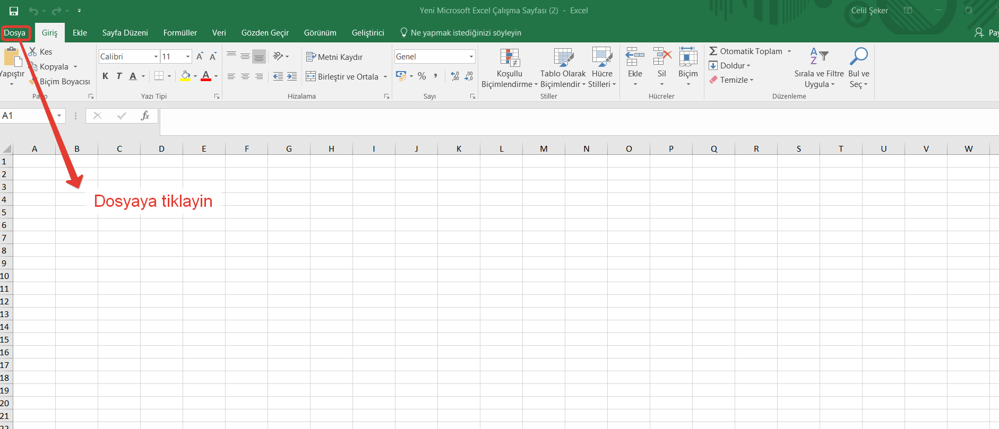 Yeni Microsoft Excel Çalışma Sayfası (2) - Excel
Celil Şeker
Dosya Giriş Ekle Sayfa Düzeni Formüller Veri Gözden Geçir Görünüm Geliştirici Ne yapmak istediğinizi söyleyin
Kes
Kopyala
Biçim Boyacısı
Yapıştır
Calibri 11
K T A
A A
Yazı Tipi
Metni Kaydır
Birleştir ve Ortala
Hizalama
Genel
% ,
Sayı
Koşullu
Biçimlendirme
Tablo Olarak
Biçimlendir
Hücre
Stilleri
Stiller
Ekle Sil Biçim
Hücreler
Otomatik Toplam
Doldur
Temizle
Sırala ve Filtre
Uygula
Bul ve
Seç
Düzenleme
A1
fx
A B C D E F G H I J K L M N O P Q R S T U V W
1
2
3
4
5
6
7
8
9
10
11
12
13
14
15
16
17
18
19
20
21
22
Dosyaya tiklayin